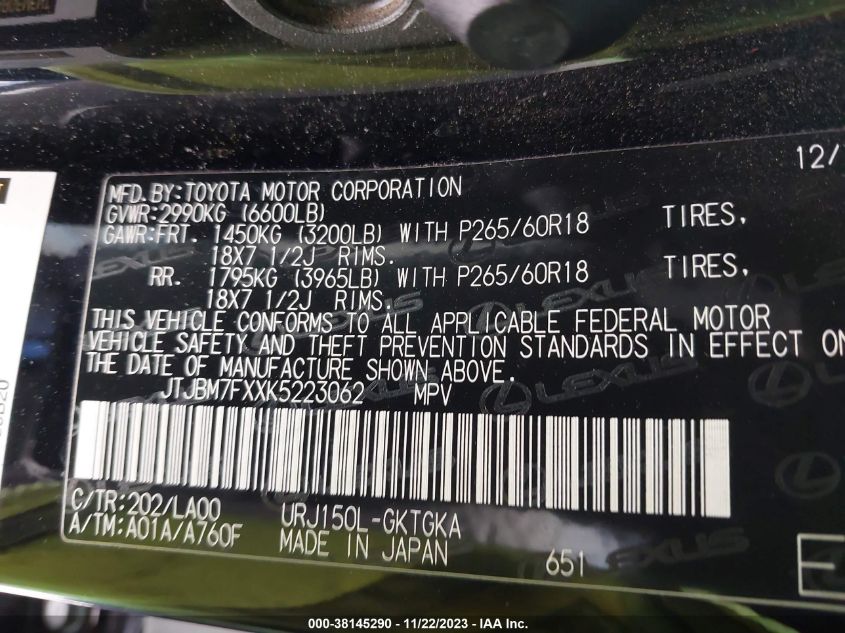 12/
MFD.BY:TOYOTA MOTOR CORPORATION
GVWR:2990KG (6600LB)
GAWR:FRT. 1450KG (3200LB) WITH P265/60R18 TIRES,
18X7 1/2J RIMS.
RR. 1795KG (3965LB) WITH P265/60R18 TIRES,
18X7 1/2J RIMS.
THIS VEHICLE CONFORMS TO ALL APPLICABLE FEDERAL MOTOR
VEHICLE SAFETY AND THEFT PREVENTION STANDARDS IN EFFECT ON
THE DATE OF MANUFACTURE SHOWN ABOVE.
JTJBM7FXXK5223062 MPV
C/TR:202/LA00 URJ150L-GKTGKA
A/TM:A01A/A760F MADE IN JAPAN 651
LEXUS
LEXUS
LEXUS
000-38145290 - 11/22/2023 - IAA Inc.